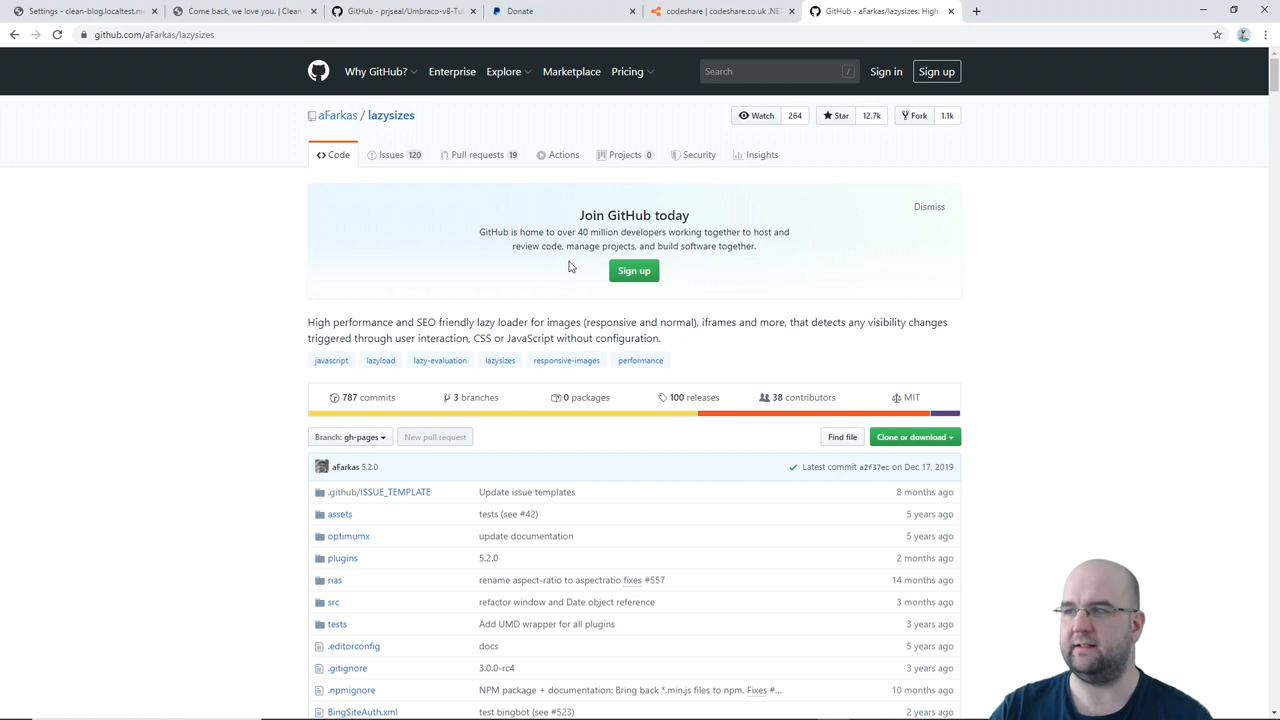 Settings - clean-blog.localtest.m
Come back, we love you. | Clean
GitHub - prjseal/Umbraco-v8-Tut
Donate
codeshare | codeshare.co.uk .NE
GitHub - aFarkas/lazysizes: High
github.com/aFarkas/lazysizes
Why GitHub?
Enterprise
Explore
Marketplace
Pricing
Search
/
Sign in
Sign up
aFarkas / lazysizes
Watch 264
Star 12.7k
Fork 1.1k
Code
Issues 120
Pull requests 19
Actions
Projects 0
Security
Insights
Join GitHub today
Dismiss
GitHub is home to over 40 million developers working together to host and
review code, manage projects, and build software together.
Sign up
High performance and SEO friendly lazy loader for images (responsive and normal), iframes and more, that detects any visibility changes
triggered through user interaction, CSS or JavaScript without configuration.
javascript lazyload lazy-evaluation lazysizes responsive-images performance
787 commits
3 branches
0 packages
100 releases
38 contributors
MIT
Branch: gh-pages
New pull request
Find file
Clone or download
aFarkas 5.2.0
Latest commit a2f37ec on Dec 17, 2019
.github/ISSUE_TEMPLATE Update issue templates 8 months ago
assets tests (see #42) 5 years ago
optimumx update documentation 5 years ago
plugins 5.2.0 2 months ago
rias rename aspect-ratio to aspectratio fixes #557 14 months ago
src refactor window and Date object reference 3 months ago
tests Add UMD wrapper for all plugins 3 years ago
.editorconfig docs 5 years ago
.gitignore 3.0.0-rc4 3 years ago
.npmignore NPM package + documentation: Bring back *.min.js files to npm. Fixes #... 10 months ago
BingSiteAuth.xml test bingbot (see #523) 2 years ago